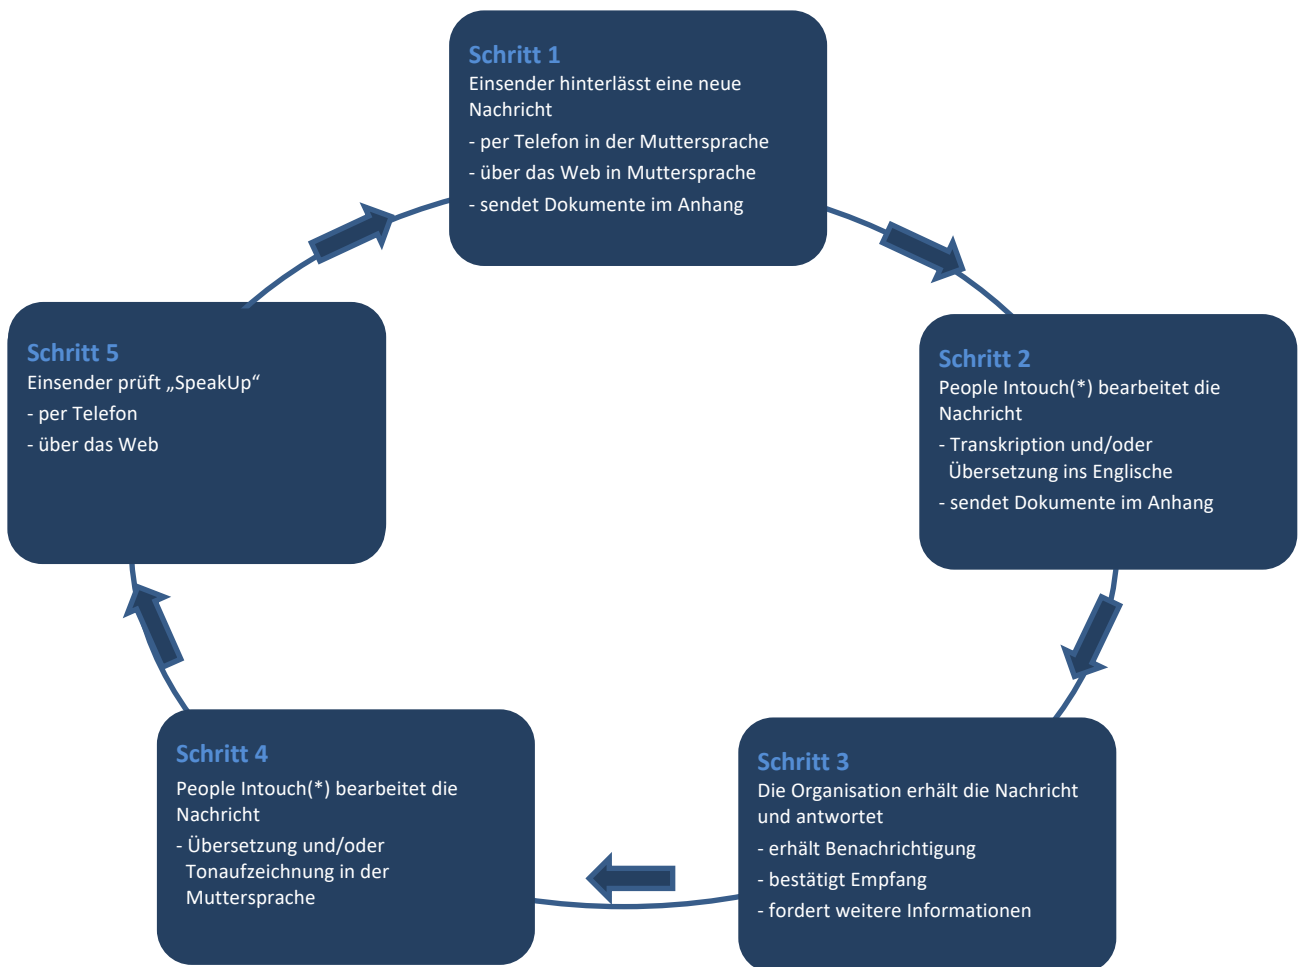 Schritt 1
Einsender hinterlässt eine neue
Nachricht
- per Telefon in der Muttersprache
- über das Web in Muttersprache
- sendet Dokumente im Anhang
Schritt 2
People Intouch(*) bearbeitet die
Nachricht
- Transkription und/oder
Übersetzung ins Englische
- sendet Dokumente im Anhang
Schritt 3
Die Organisation erhält die Nachricht
und antwortet
- erhält Benachrichtigung
- bestätigt Empfang
- fordert weitere Informationen
Schritt 4
People Intouch(*) bearbeitet die
Nachricht
- Übersetzung und/oder
Tonaufzeichnung in der
Muttersprache
Schritt 5
Einsender prüft „SpeakUp“
- per Telefon
- über das Web